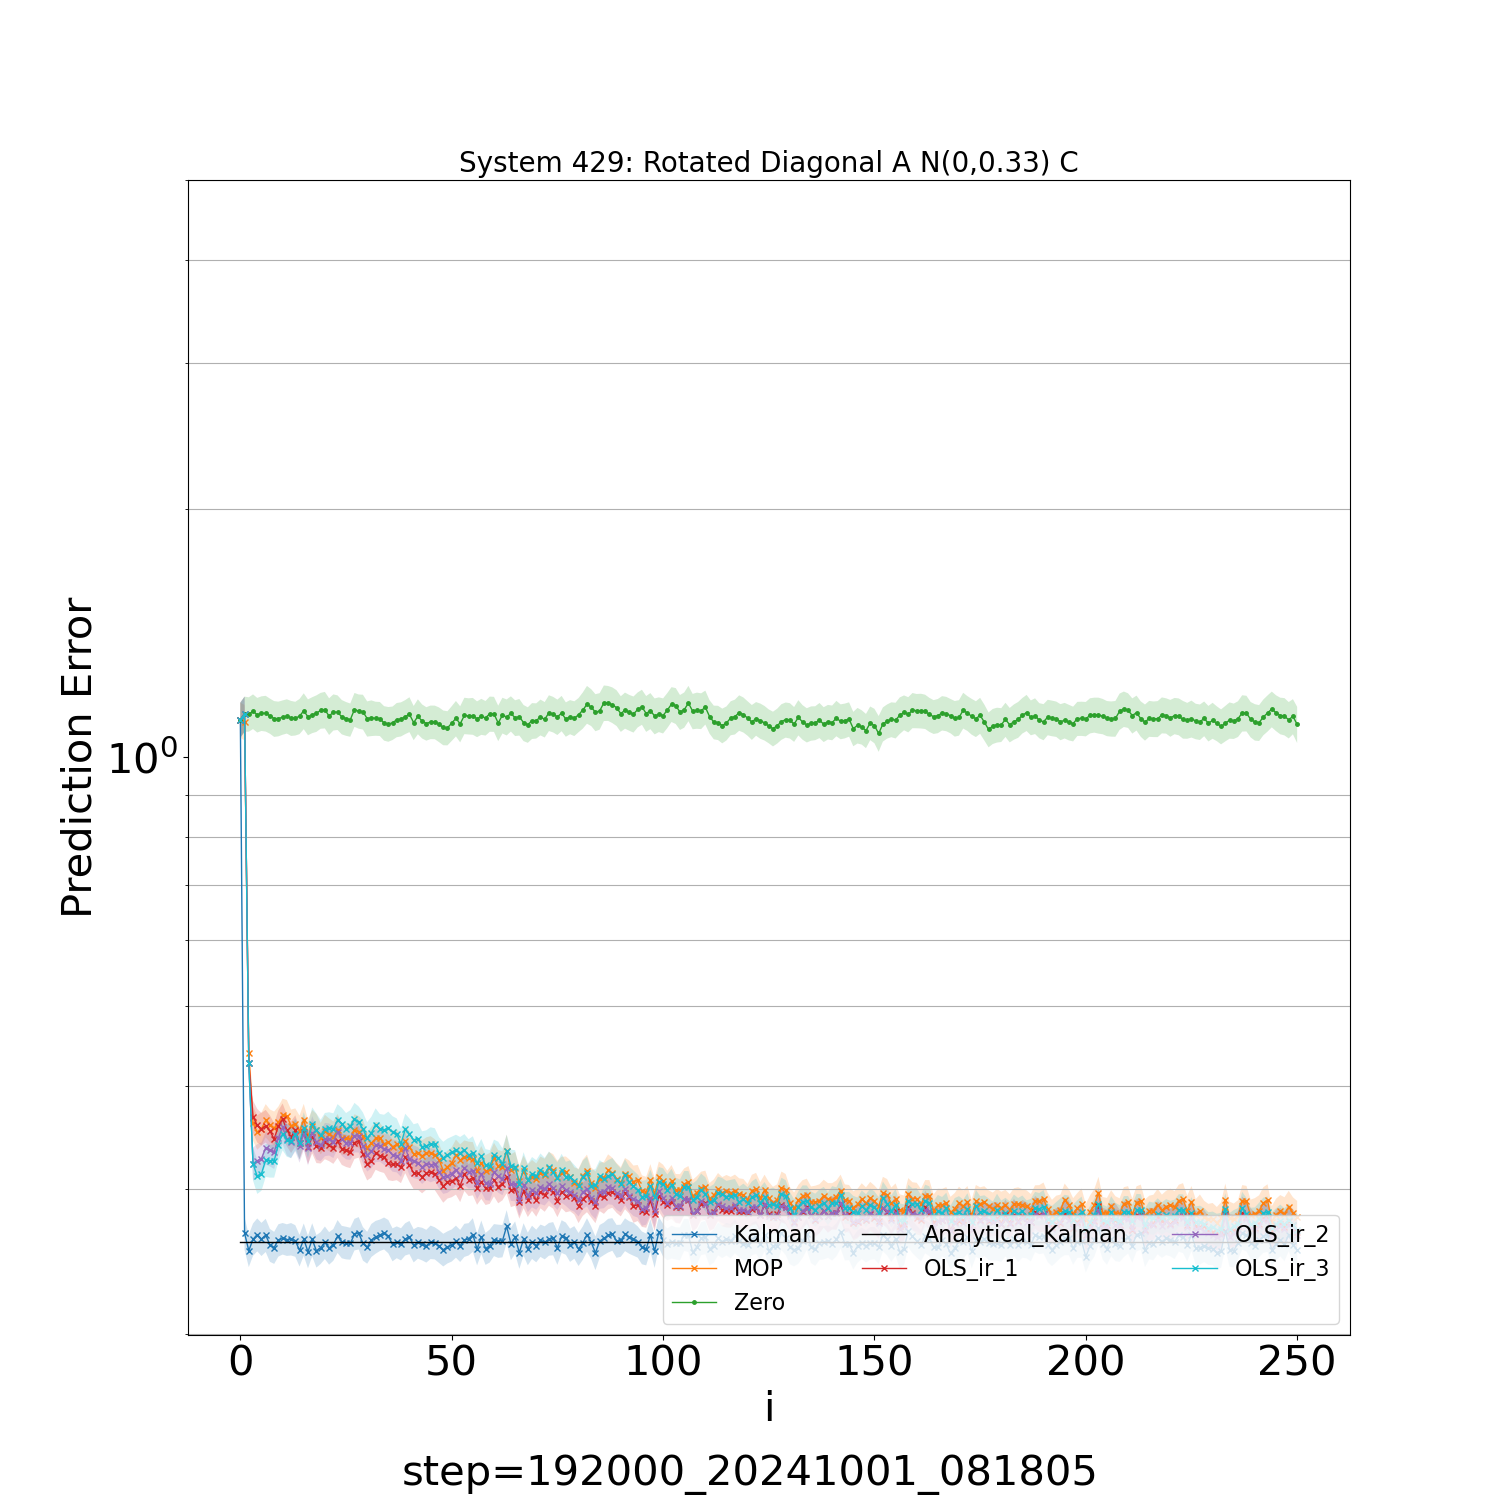 System 429: Rotated Diagonal A N(0,0.33) C
Prediction Error
10⁰
Kalman
MOP
Zero
Analytical_Kalman
OLS_ir_1
OLS_ir_2
OLS_ir_3
0 50 100 150 200 250
i
step=192000_20241001_081805